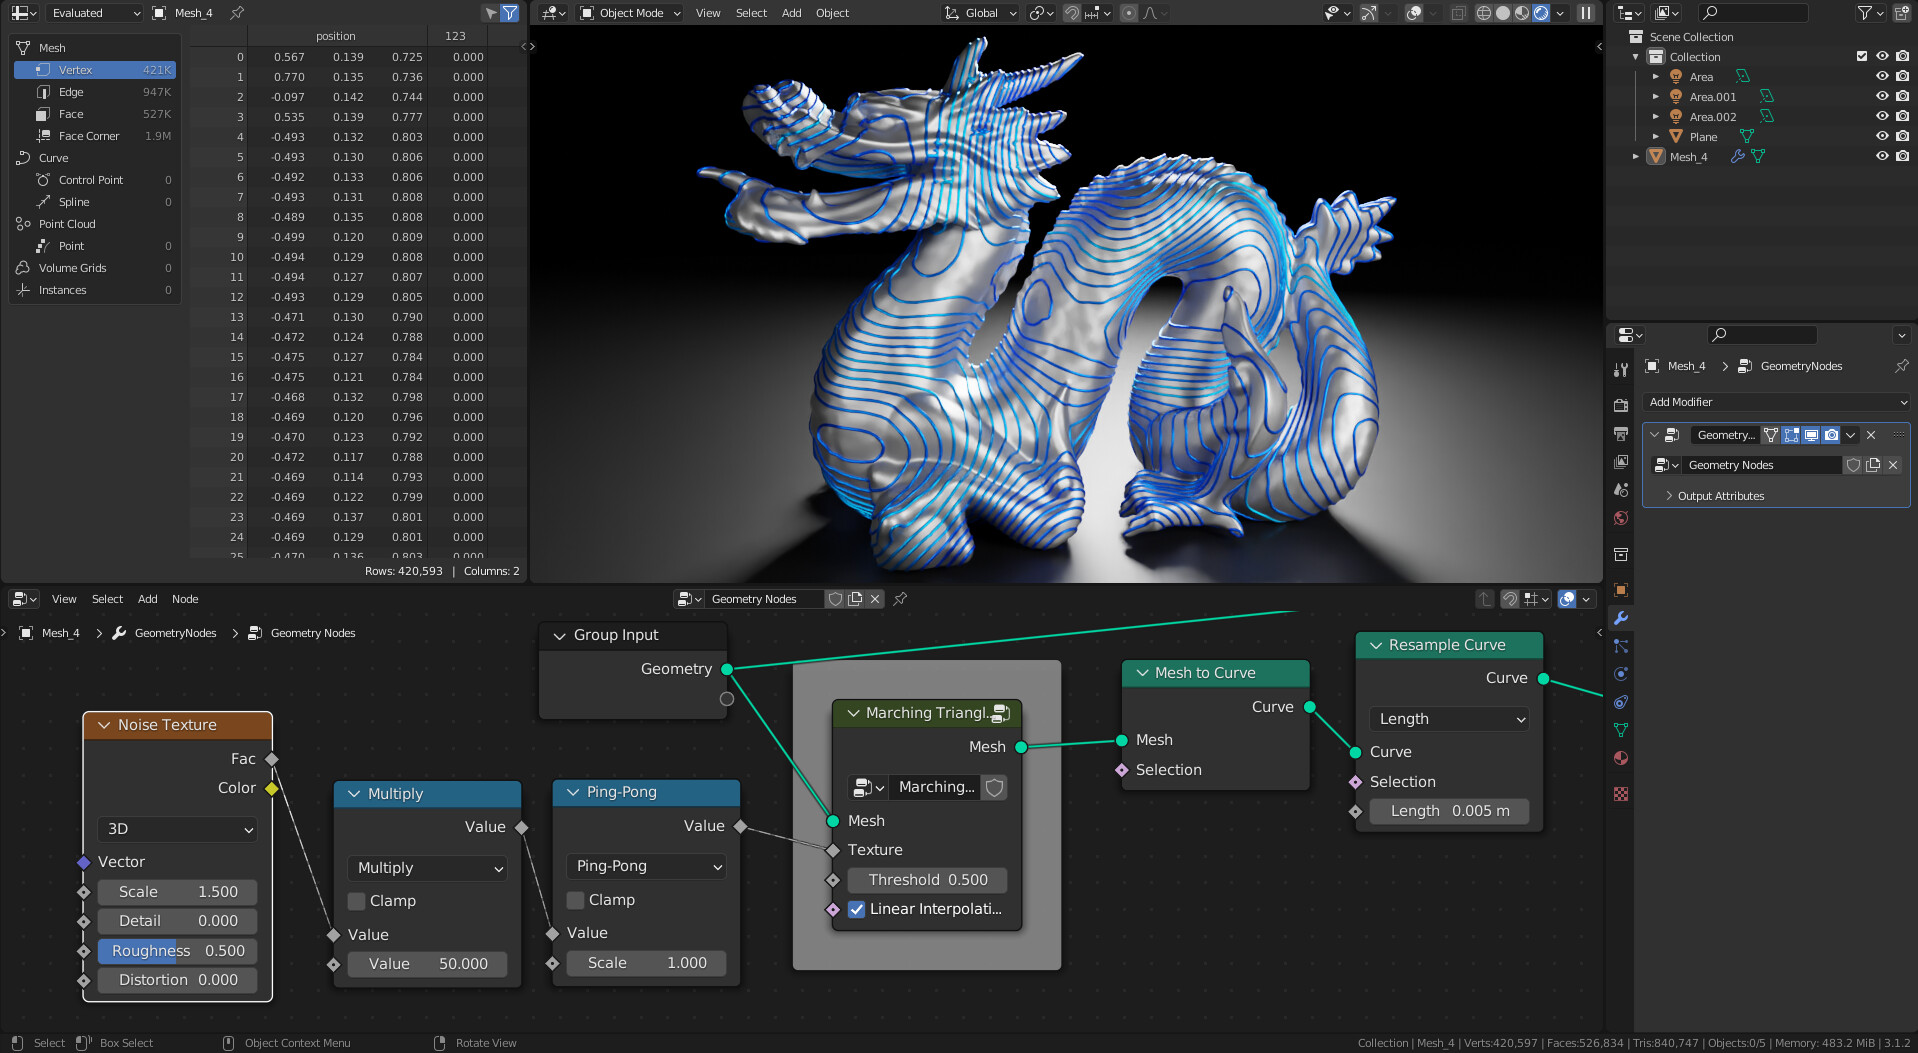 Evaluated
Mesh_4
Mesh
Vertex 421K
Edge 947K
Face 527K
Face Corner 1.9M
Curve
Control Point 0
Spline 0
Point Cloud
Point 0
Volume Grids 0
Instances 0
position 123
0 0.567 0.139 0.725 0.000
1 0.770 0.135 0.736 0.000
2 -0.097 0.142 0.744 0.000
3 0.535 0.139 0.777 0.000
4 -0.493 0.132 0.803 0.000
5 -0.493 0.130 0.806 0.000
6 -0.492 0.133 0.806 0.000
7 -0.493 0.131 0.808 0.000
8 -0.489 0.135 0.808 0.000
9 -0.499 0.120 0.809 0.000
10 -0.494 0.129 0.808 0.000
11 -0.494 0.127 0.807 0.000
12 -0.493 0.129 0.805 0.000
13 -0.471 0.130 0.790 0.000
14 -0.472 0.124 0.788 0.000
15 -0.475 0.127 0.784 0.000
16 -0.475 0.121 0.784 0.000
17 -0.468 0.132 0.798 0.000
18 -0.469 0.120 0.796 0.000
19 -0.470 0.123 0.792 0.000
20 -0.472 0.117 0.788 0.000
21 -0.469 0.114 0.793 0.000
22 -0.469 0.122 0.799 0.000
23 -0.469 0.137 0.801 0.000
24 -0.469 0.129 0.801 0.000
25 -0.470 0.136 0.803 0.000
Rows: 420,593 | Columns: 2
Object Mode View Select Add Object
Global
Scene Collection
Collection
Area
Area.001
Area.002
Plane
Mesh_4
Mesh_4 > GeometryNodes
Add Modifier
Geometry...
Geometry Nodes
Output Attributes
View Select Add Node
Geometry Nodes
Mesh_4 > GeometryNodes > Geometry Nodes
Noise Texture
Fac
Color
3D
Vector
Scale 1.500
Detail 0.000
Roughness 0.500
Distortion 0.000
Multiply
Value
Multiply
Clamp
Value
Value 50.000
Group Input
Geometry
Ping-Pong
Value
Ping-Pong
Clamp
Value
Scale 1.000
Marching Triangl...
Mesh
Marching...
Mesh
Texture
Threshold 0.500
Linear Interpolati...
Mesh to Curve
Curve
Mesh
Selection
Resample Curve
Curve
Length
Curve
Selection
Length 0.005 m
Select
Box Select
Object Context Menu
Rotate View
Collection | Mesh_4 | Verts:420,597 | Faces:526,834 | Tris:840,747 | Objects:0/5 | Memory: 483.2 MiB | 3.1.2